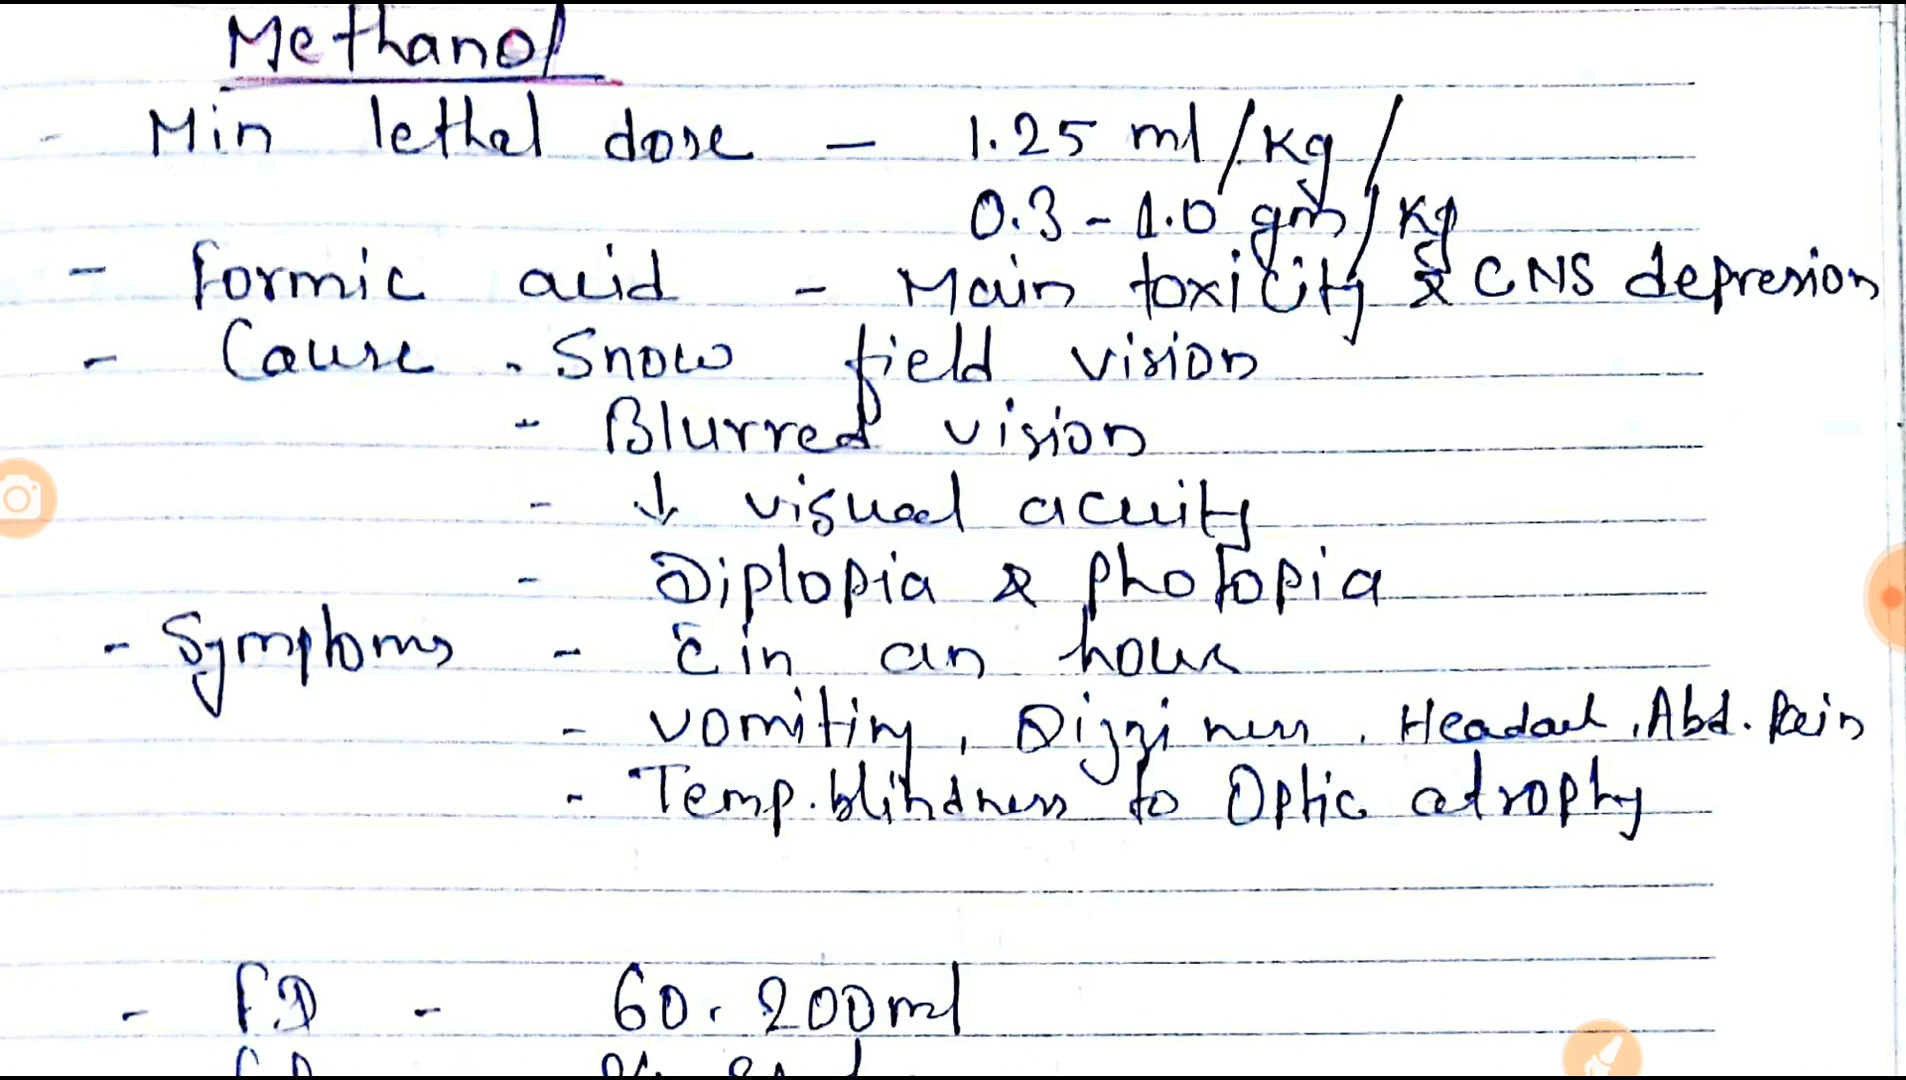 Methanol
- Min lethal dose - 1.25 ml/kg/
0.3 - 1.0 gm/kg
- formic acid - Main toxicity & CNS depresion
- Cause - Snow field vision
- Blurred vision
- ↓ visual acuity
- Diplopia & photopia
- Symptoms - c̄ in an hour
- vomiting, Dizziness, Headach, Abd. Pain
- Temp. blindness to Optic atrophy
- FD - 60-200ml